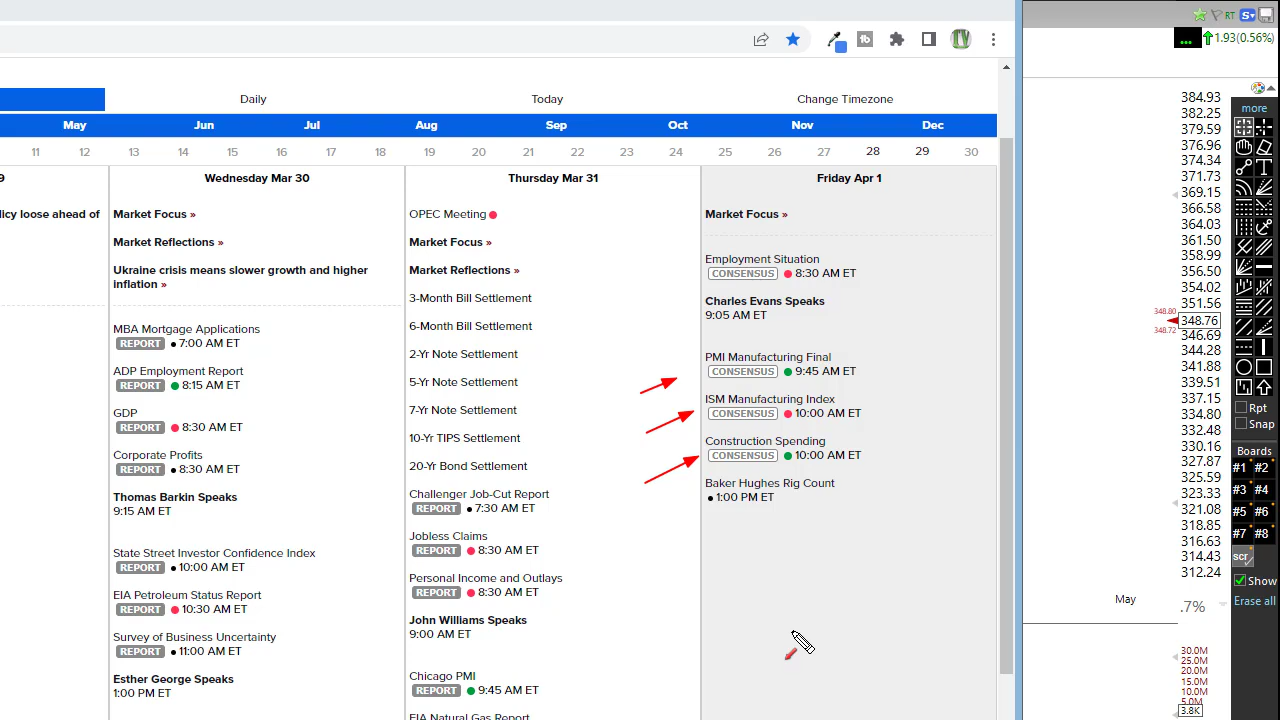 RT
S
...
1.93(0.56%)
Daily
Today
Change Timezone
May
Jun
Jul
Aug
Sep
Oct
Nov
Dec
11
12
13
14
15
16
17
18
19
20
21
22
23
24
25
26
27
28
29
30
9
Wednesday Mar 30
Thursday Mar 31
Friday Apr 1
licy loose ahead of
Market Focus »
Market Reflections »
Ukraine crisis means slower growth and higher
inflation »
MBA Mortgage Applications
REPORT • 7:00 AM ET
ADP Employment Report
REPORT ● 8:15 AM ET
GDP
REPORT ● 8:30 AM ET
Corporate Profits
REPORT • 8:30 AM ET
Thomas Barkin Speaks
9:15 AM ET
State Street Investor Confidence Index
REPORT • 10:00 AM ET
EIA Petroleum Status Report
REPORT ● 10:30 AM ET
Survey of Business Uncertainty
REPORT • 11:00 AM ET
Esther George Speaks
1:00 PM ET
OPEC Meeting ●
Market Focus »
Market Reflections »
3-Month Bill Settlement
6-Month Bill Settlement
2-Yr Note Settlement
5-Yr Note Settlement
7-Yr Note Settlement
10-Yr TIPS Settlement
20-Yr Bond Settlement
Challenger Job-Cut Report
REPORT • 7:30 AM ET
Jobless Claims
REPORT ● 8:30 AM ET
Personal Income and Outlays
REPORT ● 8:30 AM ET
John Williams Speaks
9:00 AM ET
Chicago PMI
REPORT ● 9:45 AM ET
EIA Natural Gas Report
Market Focus »
Employment Situation
CONSENSUS ● 8:30 AM ET
Charles Evans Speaks
9:05 AM ET
PMI Manufacturing Final
CONSENSUS ● 9:45 AM ET
ISM Manufacturing Index
CONSENSUS ● 10:00 AM ET
Construction Spending
CONSENSUS ● 10:00 AM ET
Baker Hughes Rig Count
• 1:00 PM ET
384.93
382.25
379.59
376.96
374.34
371.73
369.15
366.58
364.03
361.50
358.99
356.50
354.02
351.56
348.80
348.76
348.72
346.69
344.28
341.88
339.51
337.15
334.80
332.48
330.16
327.87
325.59
323.33
321.08
318.85
316.63
314.43
312.24
May
.7%
30.0M
25.0M
20.0M
15.0M
10.0M
5.0M
3.8K
more
T
Rpt
Snap
Boards
#1 #2
#3 #4
#5 #6
#7 #8
scr
Show
Erase all